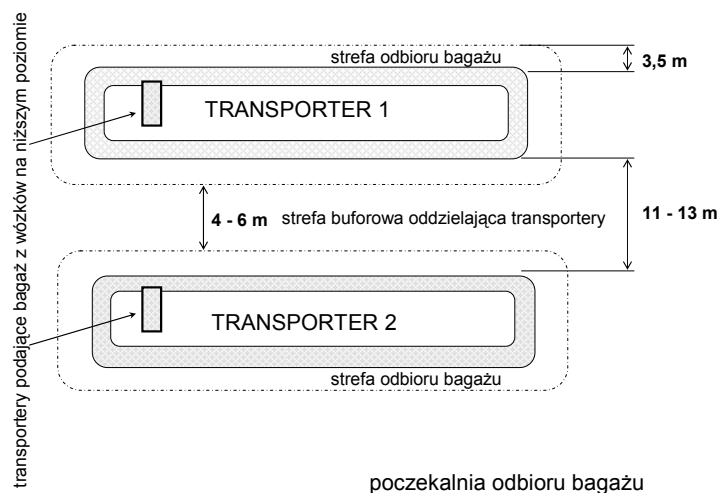 transportery podające bagaż z wózków na niższym poziomie
strefa odbioru bagażu
3,5 m
TRANSPORTER 1
4 - 6 m
strefa buforowa oddzielająca transportery
11 - 13 m
TRANSPORTER 2
strefa odbioru bagażu
poczekalnia odbioru bagażu